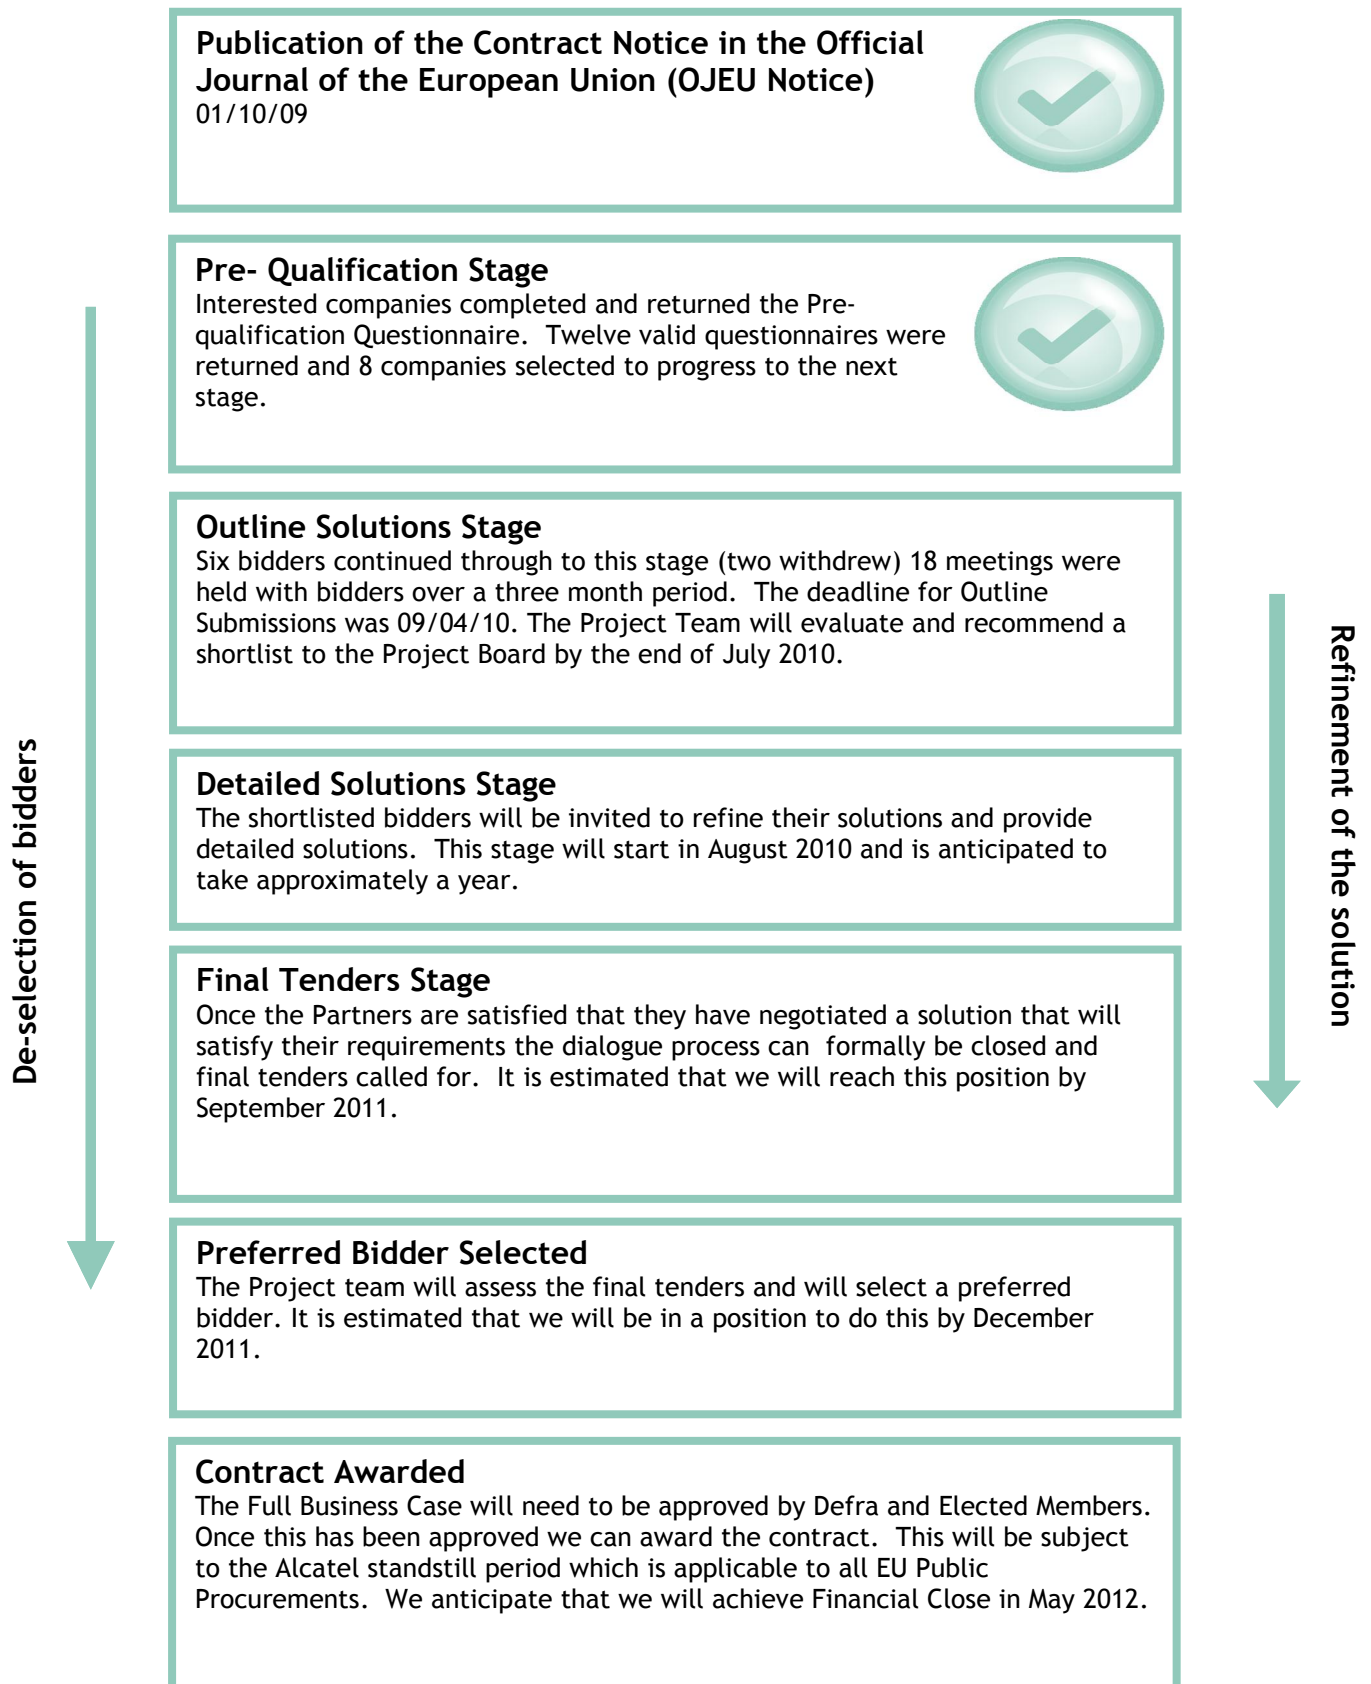 Publication of the Contract Notice in the Official
Journal of the European Union (OJEU Notice)
01/10/09
Pre- Qualification Stage
Interested companies completed and returned the Pre-
qualification Questionnaire.  Twelve valid questionnaires were
returned and 8 companies selected to progress to the next
stage.
Outline Solutions Stage
Six bidders continued through to this stage (two withdrew) 18 meetings were
held with bidders over a three month period.  The deadline for Outline
Submissions was 09/04/10. The Project Team will evaluate and recommend a
shortlist to the Project Board by the end of July 2010.
Detailed Solutions Stage
The shortlisted bidders will be invited to refine their solutions and provide
detailed solutions.  This stage will start in August 2010 and is anticipated to
take approximately a year.
Final Tenders Stage
Once the Partners are satisfied that they have negotiated a solution that will
satisfy their requirements the dialogue process can  formally be closed and
final tenders called for.  It is estimated that we will reach this position by
September 2011.
Preferred Bidder Selected
The Project team will assess the final tenders and will select a preferred
bidder. It is estimated that we will be in a position to do this by December
2011.
Contract Awarded
The Full Business Case will need to be approved by Defra and Elected Members.
Once this has been approved we can award the contract.  This will be subject
to the Alcatel standstill period which is applicable to all EU Public
Procurements.  We anticipate that we will achieve Financial Close in May 2012.
De-selection of bidders
Refinement of the solution